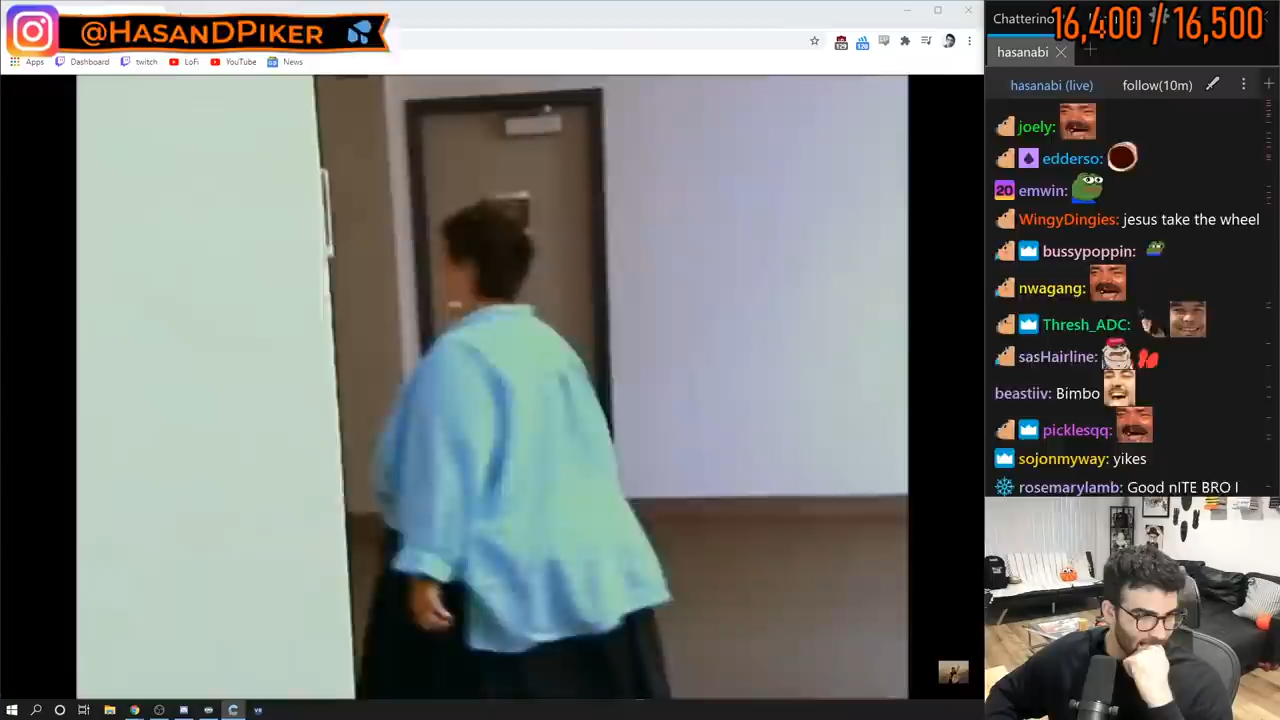 @HASANDPIKER
Chatterino
16,400 / 16,500
129
120
Apps
Dashboard
twitch
LoFi
YouTube
News
hasanabi
hasanabi (live)
follow(10m)
joely:
edderso:
20 emwin:
WingyDingies: jesus take the wheel
bussypoppin:
nwagang:
Thresh_ADC:
sasHairline:
beastiiv: Bimbo
picklesqq:
sojonmyway: yikes
rosemarylamb: Good nITE BRO I